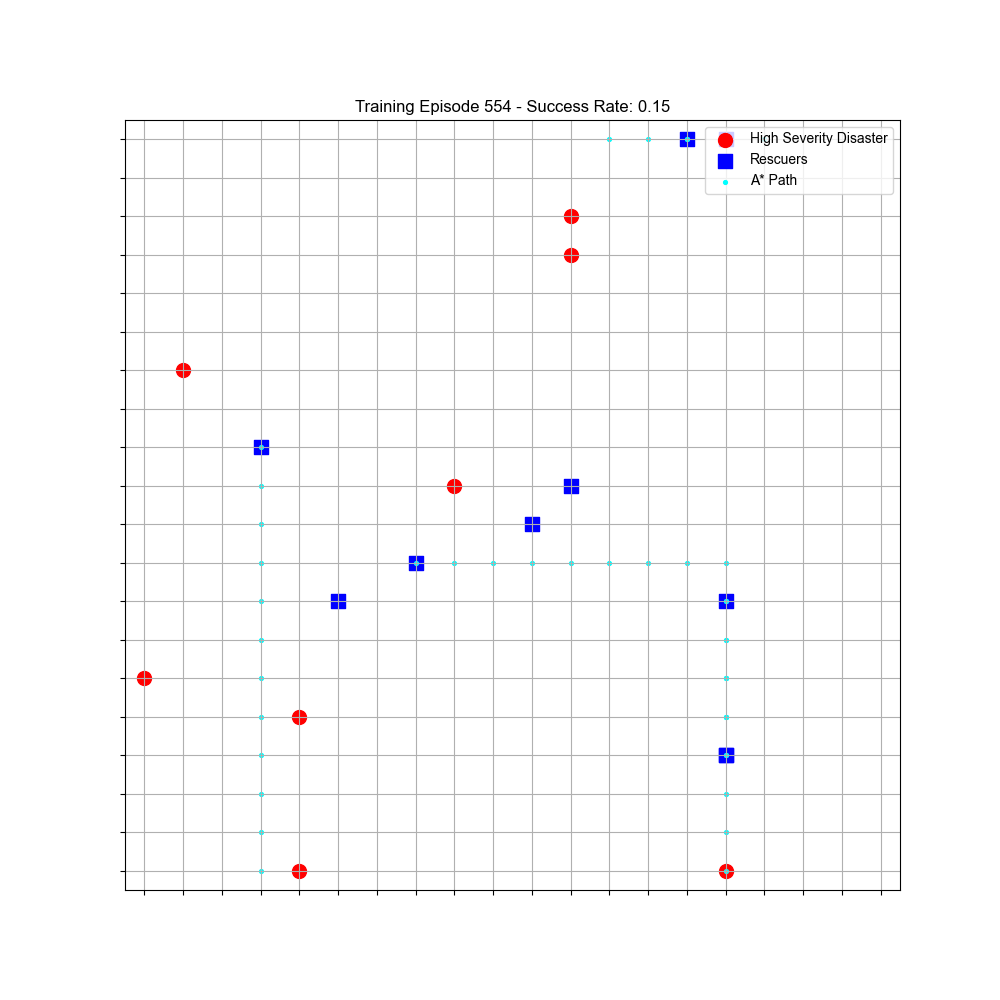 Training Episode 554 - Success Rate: 0.15
High Severity Disaster
Rescuers
A* Path